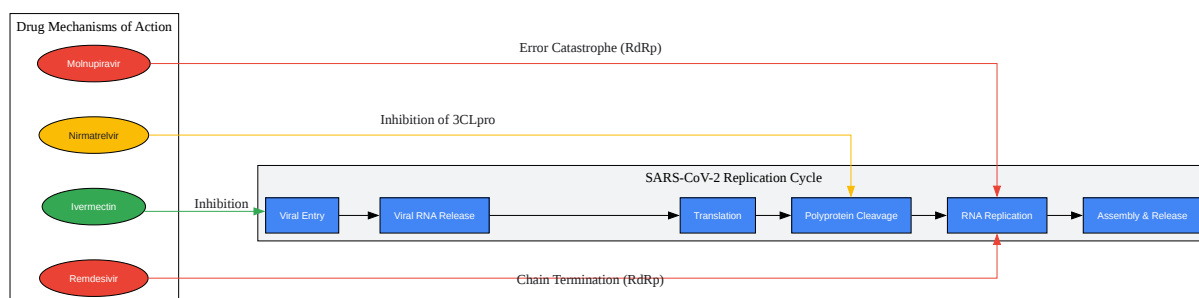 Drug Mechanisms of Action
Molnupiravir
Error Catastrophe (RdRp)
Nirmatrelvir
Inhibition of 3CLpro
SARS-CoV-2 Replication Cycle
Ivermectin
Inhibition
Viral Entry
Viral RNA Release
Translation
Polyprotein Cleavage
RNA Replication
Assembly & Release
Remdesivir
Chain Termination (RdRp)